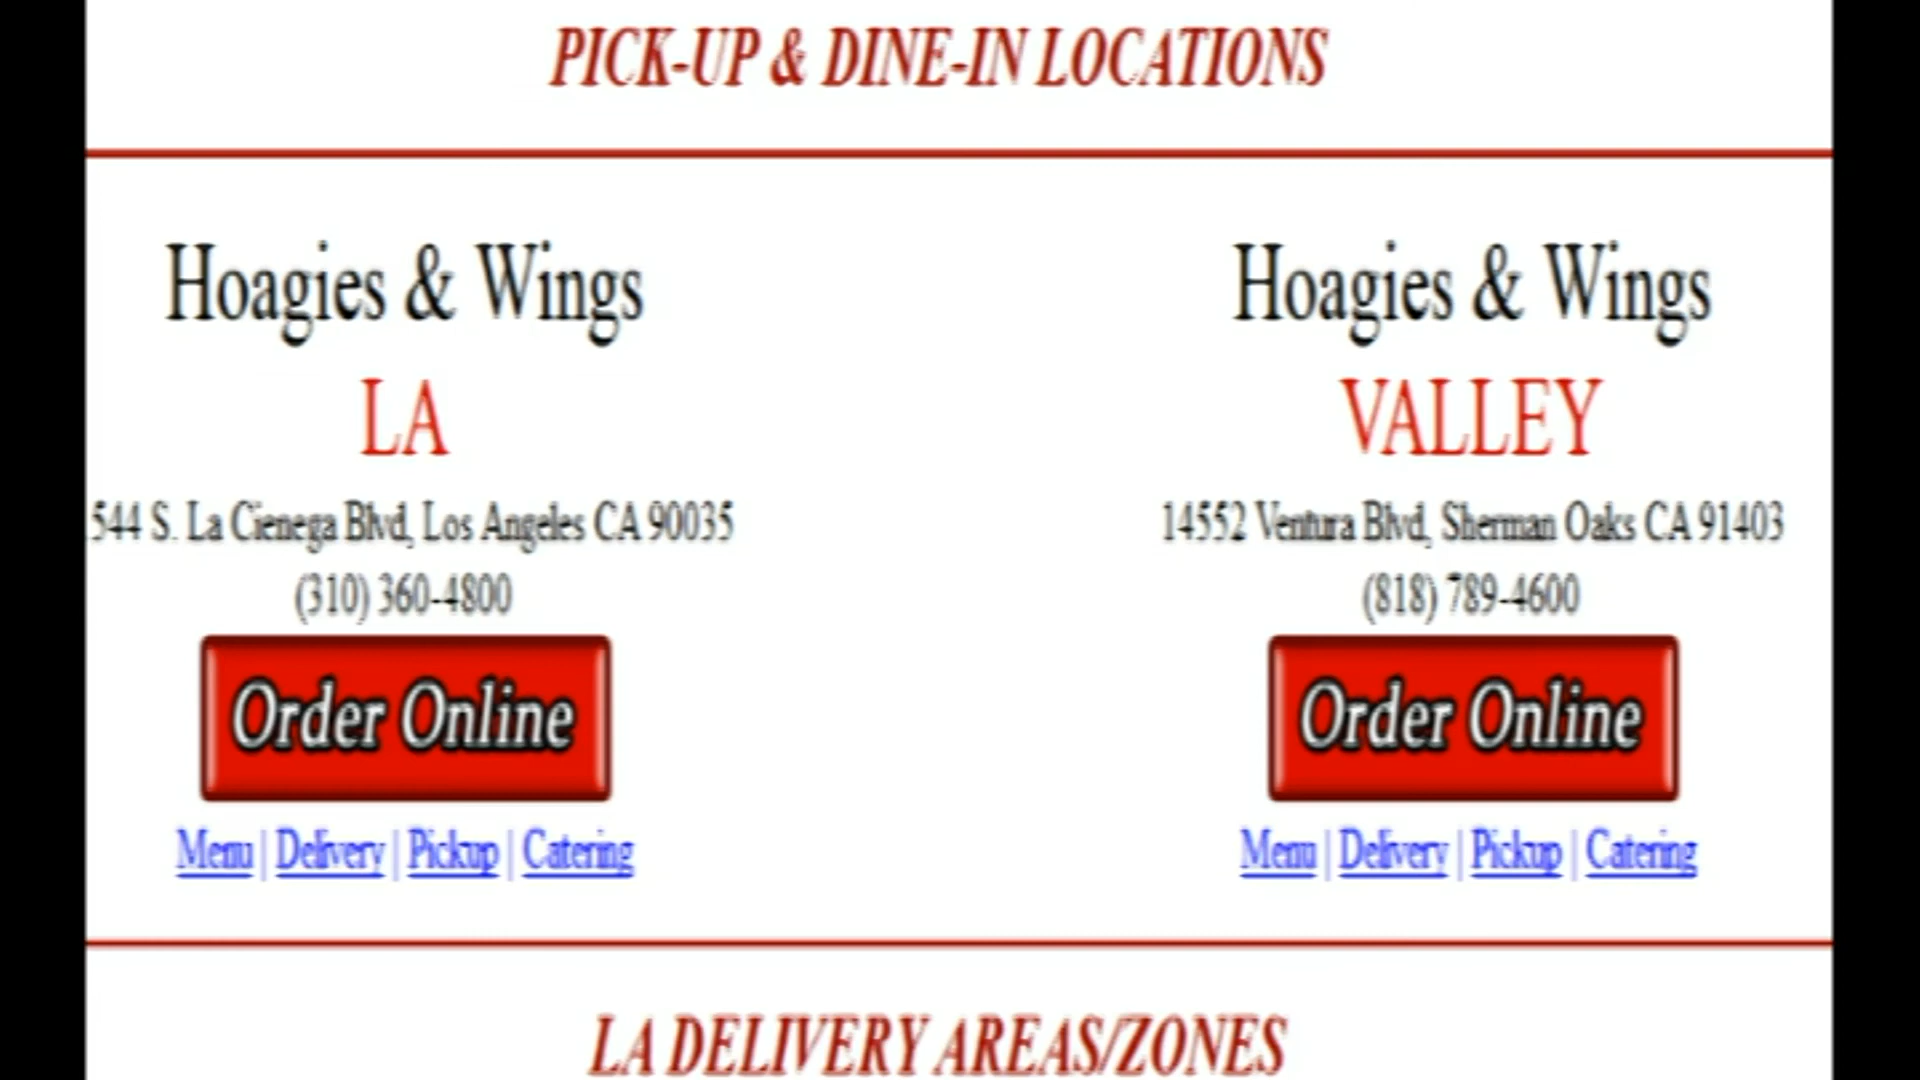 PICK-UP & DINE-IN LOCATIONS
Hoagies & Wings
LA
544 S. La Cienega Blvd, Los Angeles CA 90035
(310) 360-4800
Order Online
Menu | Delivery | Pickup | Catering
Hoagies & Wings
VALLEY
14552 Ventura Blvd, Sherman Oaks CA 91403
(818) 789-4600
Order Online
Menu | Delivery | Pickup | Catering
LA DELIVERY AREAS/ZONES